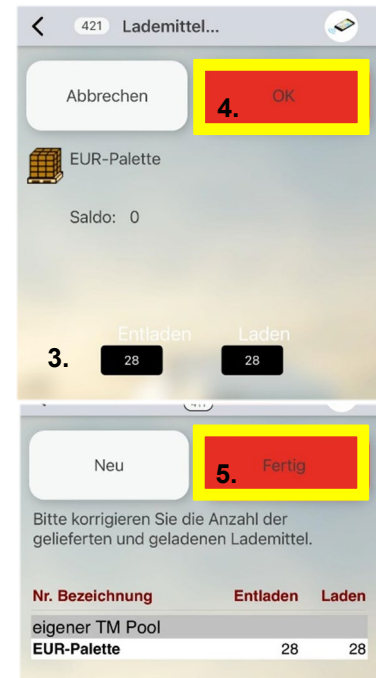 421 Lademittel...
Abbrechen
4. OK
EUR-Palette
Saldo: 0
Entladen Laden
3. 28 28
Neu
5. Fertig
Bitte korrigieren Sie die Anzahl der
gelieferten und geladenen Lademittel.
Nr. Bezeichnung Entladen Laden
eigener TM Pool
EUR-Palette 28 28